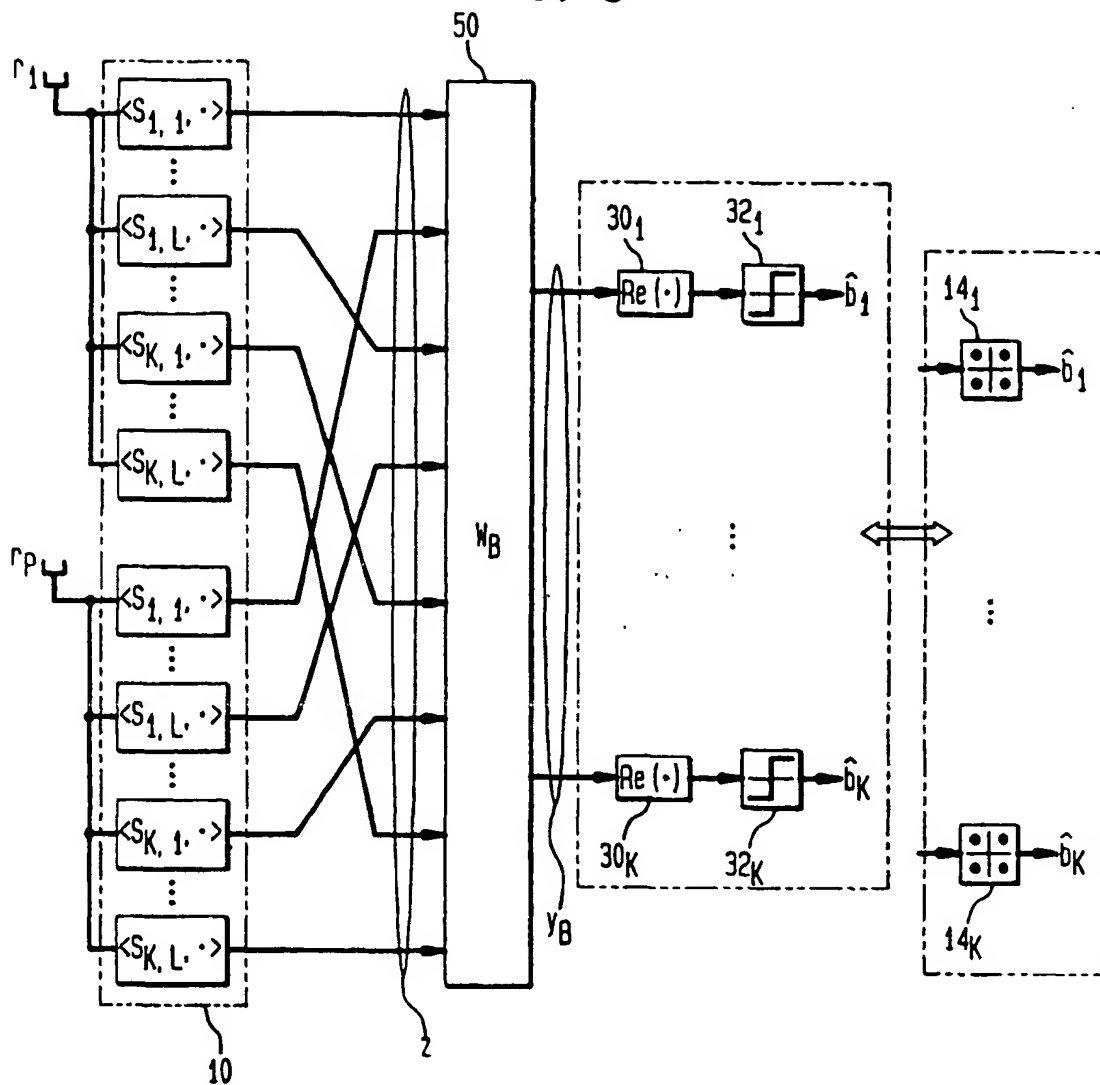 50
r1
<S1, 1, ·>
<S1, L, ·>
<SK, 1, ·>
<SK, L, ·>
rP
<S1, 1, ·>
<S1, L, ·>
<SK, 1, ·>
<SK, L, ·>
10
2
WB
yB
301
Re(·)
321
b̂1
Re(·)
30K
32K
b̂K
141
b̂1
b̂K
14K